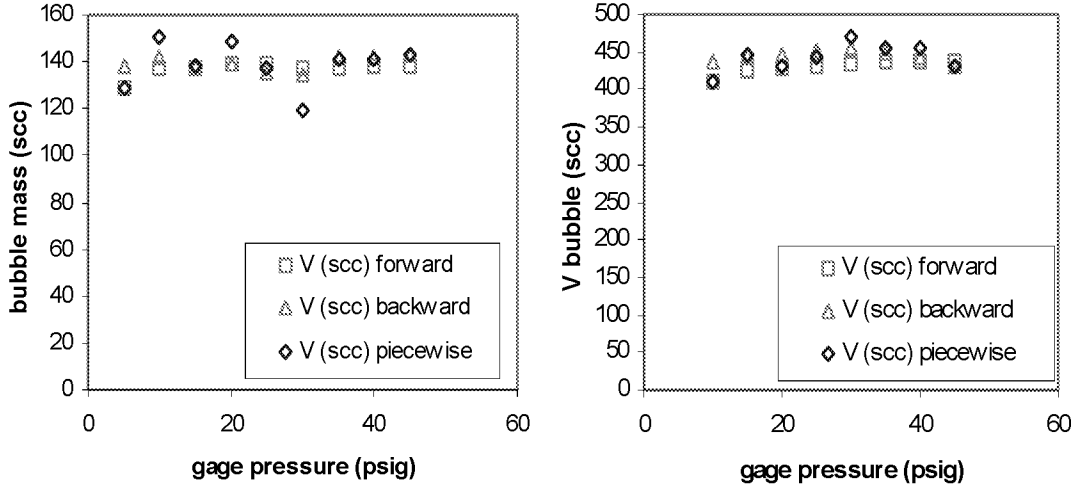 160
140
120
100
80
60
40
20
0
bubble mass (scc)
V (scc) forward
V (scc) backward
V (scc) piecewise
0
20
40
60
gage pressure (psig)
500
450
400
350
300
250
200
150
100
50
0
V bubble (scc)
V (scc) forward
V (scc) backward
V (scc) piecewise
0
20
40
60
gage pressure (psig)